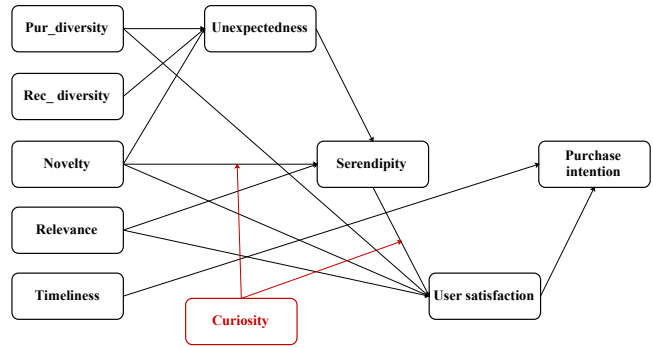 Pur_diversity
Unexpectedness
Rec_ diversity
Novelty
Serendipity
Purchase
intention
Relevance
Timeliness
User satisfaction
Curiosity